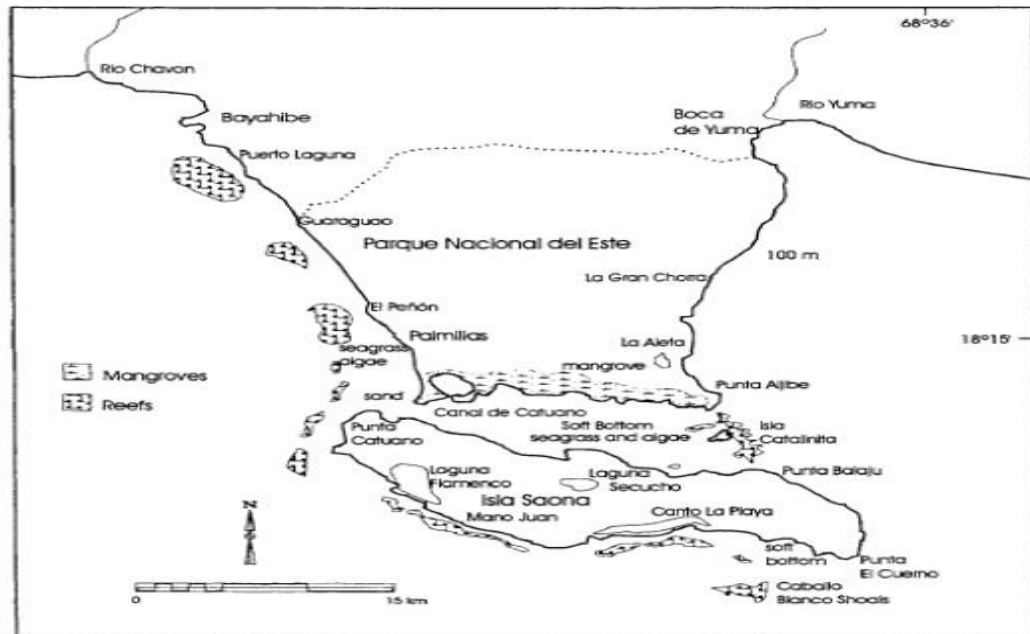 68°36'
Rio Chavon
Bayahibe
Boca
de Yuma
Rio Yuma
Puerto Laguna
Guaraguao
Parque Nacional del Este
100 m
La Gran Chorra
El Peñón
Palmillas
La Aleta
18°15'
seagrass
algae
mangrove
Mangroves
Reefs
sand
Punta Aljibe
Canal de Catuano
Punta
Catuano
Soft Bottom
seagrass and algae
Isla
Catalinita
Laguna
Flamenco
Laguna
Secucho
Punta Balaju
Isla Saona
Mano Juan
Canto La Playa
N
soft
bottom
Punta
El Cuerno
Caballo
Blanco Shoals
0
15 km